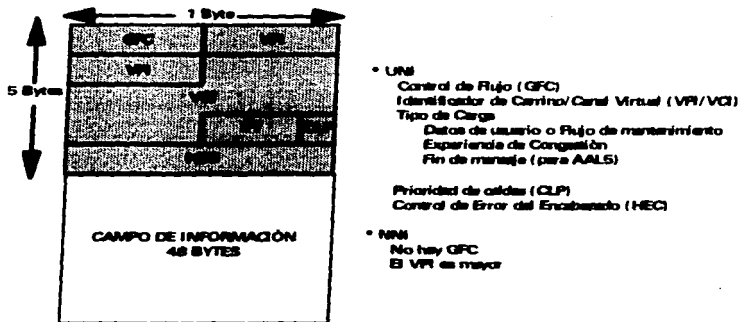 1 Byte
GFC VPI
VPI
5 Bytes
VCI
HEC
CAMPO DE INFORMACIÓN
48 BYTES
• UNI
Control de Flujo (GFC)
Identificador de Camino/Canal Virtual (VPI/VCI)
Tipo de Carga
Datos de usuario o Flujo de mantenimiento
Experiencia de Congestión
Fin de mensaje (para AAL5)
Prioridad de celdas (CLP)
Control de Error del Encabezado (HEC)
• NNI
No hay GFC
El VPI es mayor